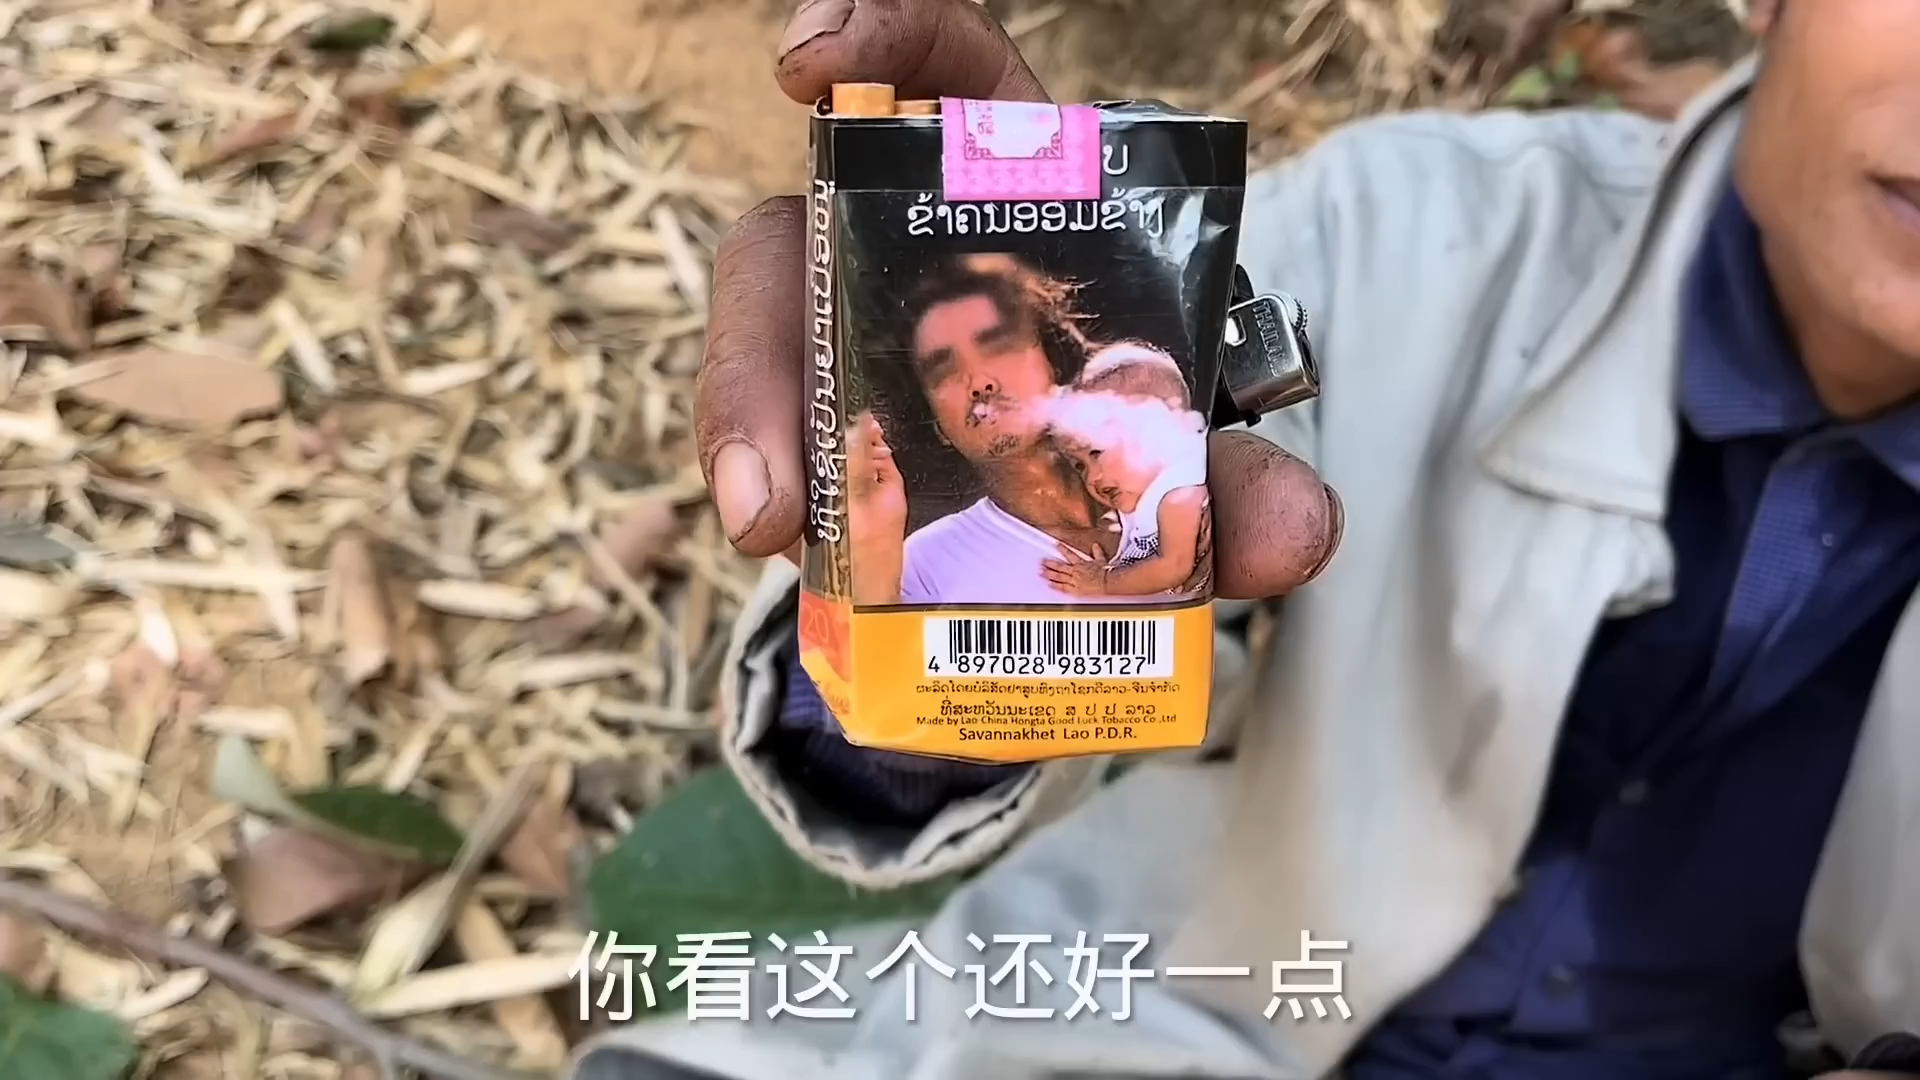 ບ
ຂ້າຄົນອ້ອມຂ້າງ
20
4 897028 983127
ຜະລິດໂດຍບໍລິສັດຢາສູບຫົງຖາໂຊກດີລາວ-ຈີນຈຳກັດ
ທີ່ສະຫວັນນະເຂດ ສ ປ ປ ລາວ
Made by Lao-China Hongta Good Luck Tobacco Co.,Ltd
Savannakhet Lao P.D.R.
THAILAND
你看这个还好一点